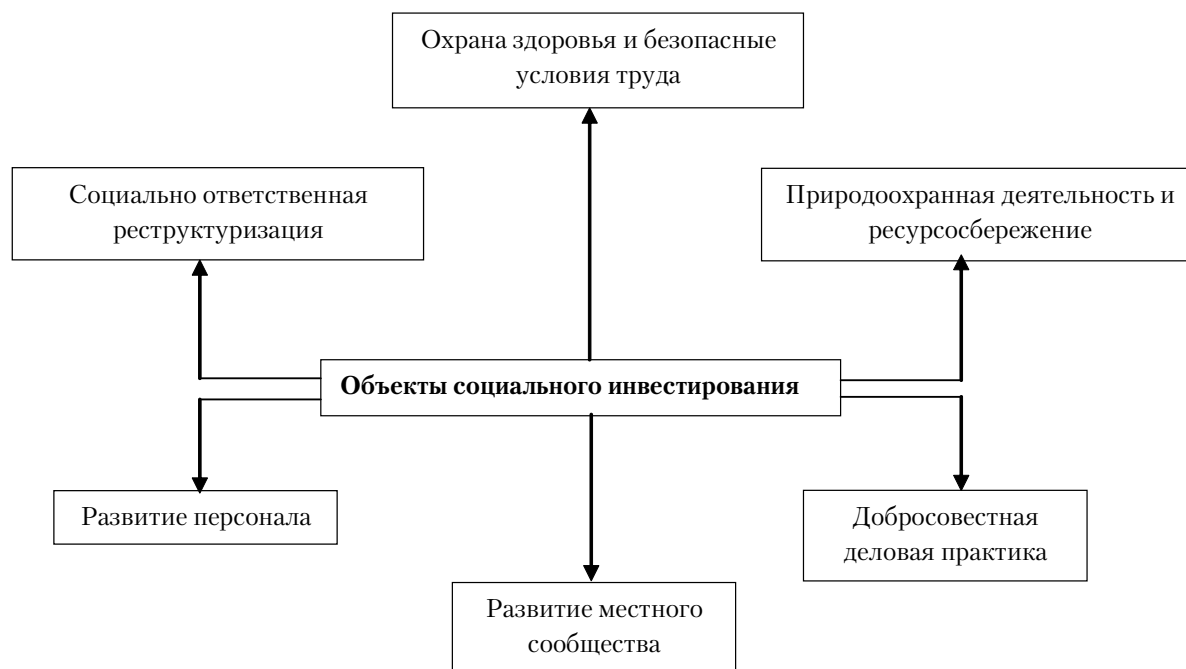 Охрана здоровья и безопасные
условия труда
Социально ответственная
реструктуризация
Природоохранная деятельность и
ресурсосбережение
Объекты социального инвестирования
Развитие персонала
Добросовестная
деловая практика
Развитие местного
сообщества